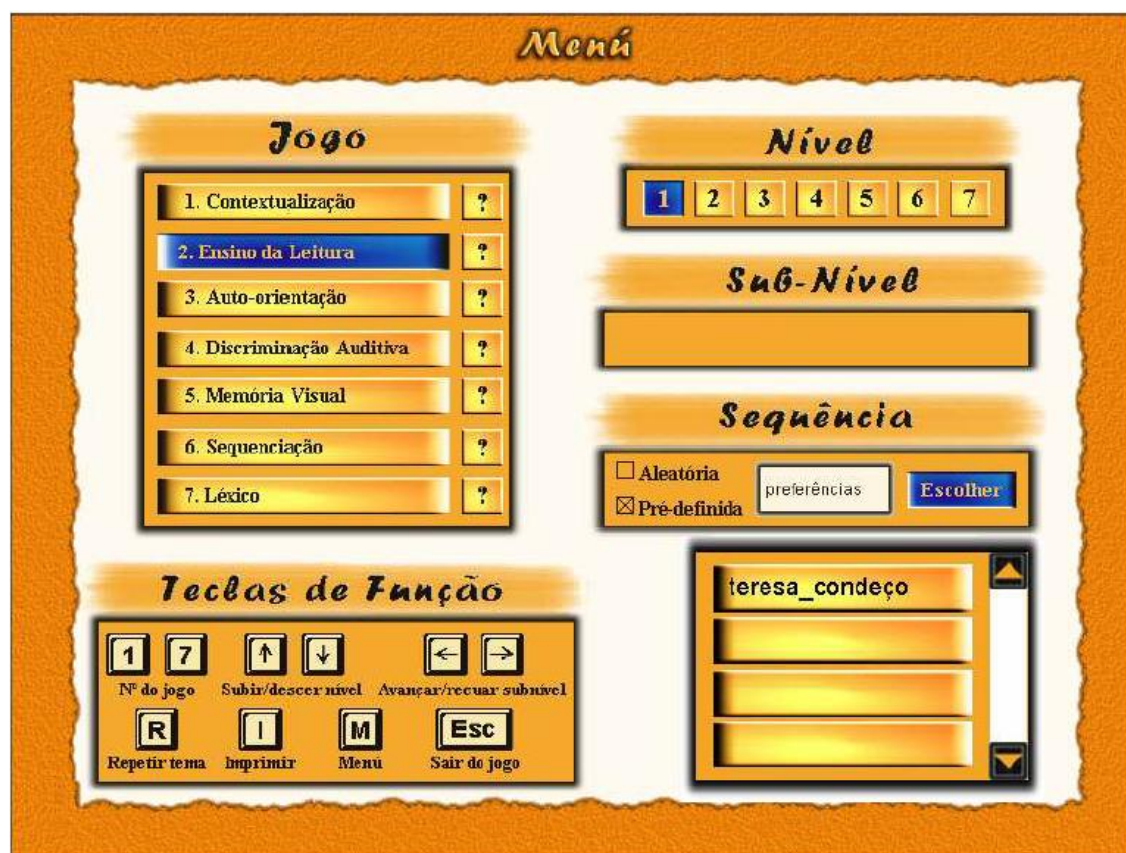 Menú
Jogo
1. Contextualização ?
2. Ensino da Leitura ?
3. Auto-orientação ?
4. Discriminação Auditiva ?
5. Memória Visual ?
6. Sequenciação ?
7. Léxico ?
Nível
1 2 3 4 5 6 7
Sub-Nível
Sequência
Aleatória
Pré-definida
preferências
Escolher
teresa_condeço
Teclas de Função
1 7 ↑ ↓ ← →
Nº do jogo Subir/descer nível Avançar/recuar subnível
R I M Esc
Repetir tema Imprimir Menú Sair do jogo